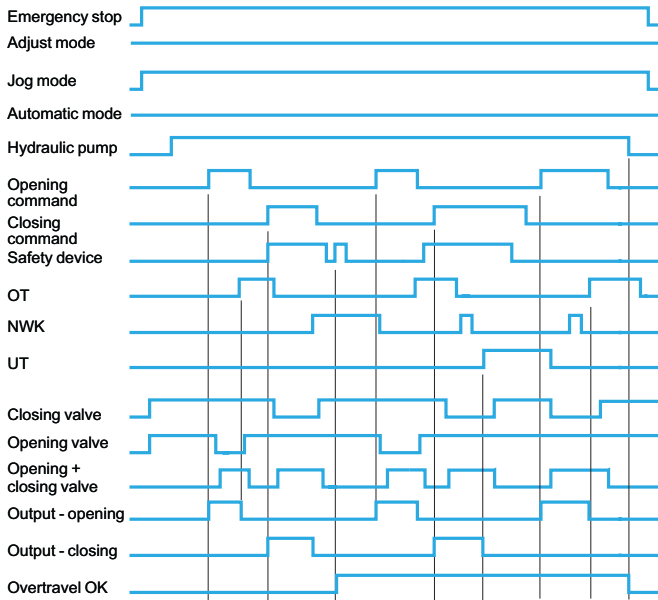 Emergency stop
Adjust mode
Jog mode
Automatic mode
Hydraulic pump
Opening
command
Closing
command
Safety device
OT
NWK
UT
Closing valve
Opening valve
Opening +
closing valve
Output - opening
Output - closing
Overtravel OK